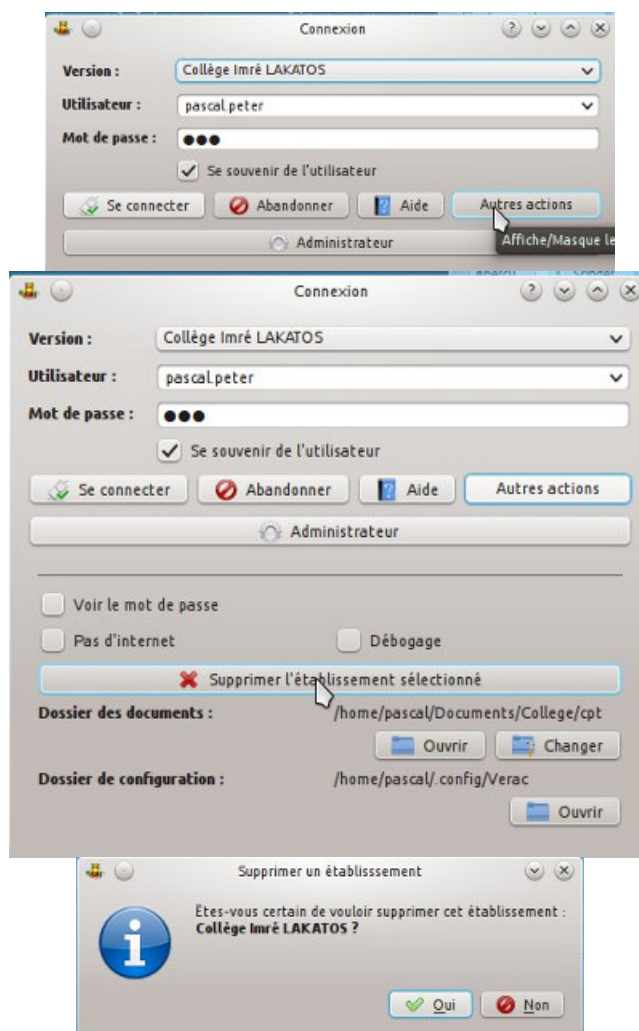 Connexion
Version : Collège Imré LAKATOS
Utilisateur : pascal.peter
Mot de passe : ●●●
Se souvenir de l'utilisateur
Se connecter Abandonner Aide Autres actions
Administrateur Affiche/Masque le
Connexion
Version : Collège Imré LAKATOS
Utilisateur : pascal.peter
Mot de passe : ●●●
Se souvenir de l'utilisateur
Se connecter Abandonner Aide Autres actions
Administrateur
Voir le mot de passe
Pas d'internet Débogage
Supprimer l'établissement sélectionné
Dossier des documents : /home/pascal/Documents/College/cpt
Ouvrir Changer
Dossier de configuration : /home/pascal/.config/Verac
Ouvrir
Supprimer un établisssement
Etes-vous certain de vouloir supprimer cet établissement :
Collège Imré LAKATOS ?
Oui Non